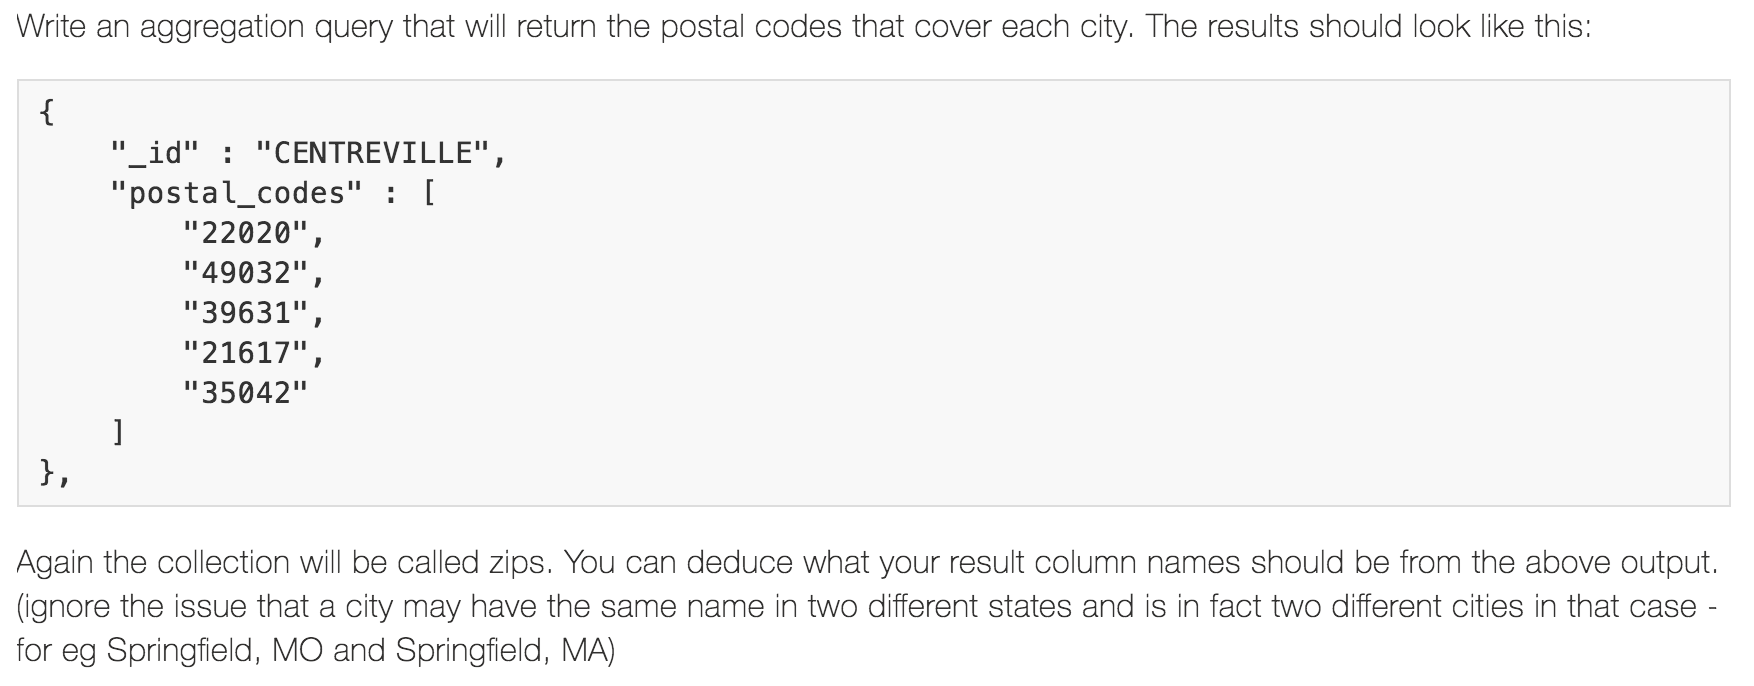 Write an aggregation query that will return the postal codes that cover each city. The results should look like this:
{
    "_id" : "CENTREVILLE",
    "postal_codes" : [
        "22020",
        "49032",
        "39631",
        "21617",
        "35042"
    ]
},
Again the collection will be called zips. You can deduce what your result column names should be from the above output.
(ignore the issue that a city may have the same name in two different states and is in fact two different cities in that case -
for eg Springfield, MO and Springfield, MA)